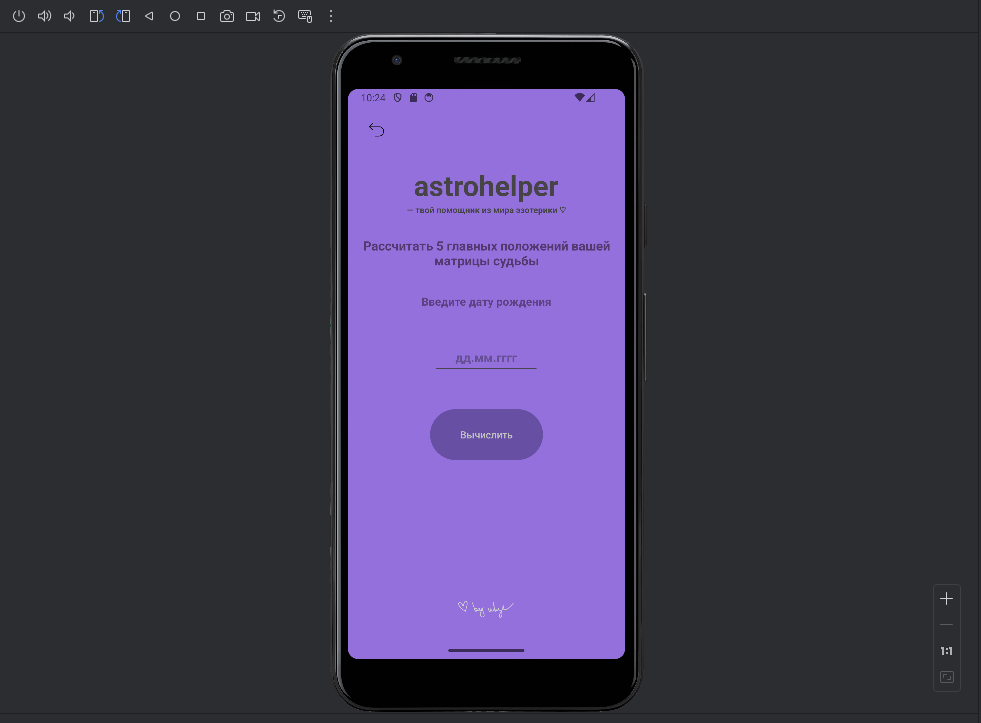 10:24
astrohelper
— твой помощник из мира эзотерики ♡
Рассчитать 5 главных положений вашей
матрицы судьбы
Введите дату рождения
дд.мм.гггг
Вычислить
by
1:1